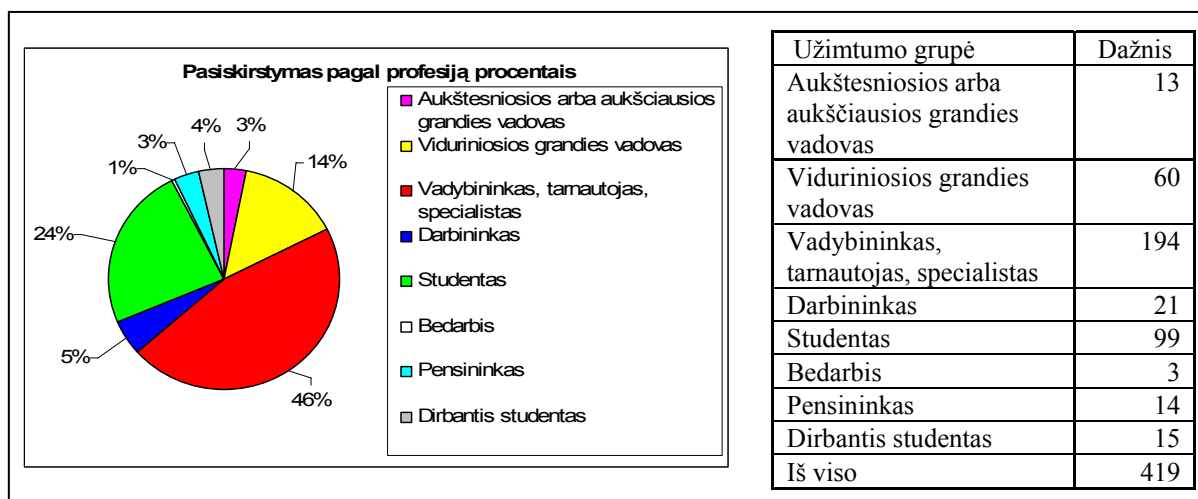 Pasiskirstymas pagal profesiją procentais
3%
14%
46%
5%
24%
1%
3%
4%
Aukštesniosios arba aukšciausios
grandies vadovas
Viduriniosios grandies vadovas
Vadybininkas, tarnautojas,
specialistas
Darbininkas
Studentas
Bedarbis
Pensininkas
Dirbantis studentas
Užimtumo grupė Dažnis
Aukštesniosios arba 13
aukščiausios grandies
vadovas
Viduriniosios grandies 60
vadovas
Vadybininkas, 194
tarnautojas, specialistas
Darbininkas 21
Studentas 99
Bedarbis 3
Pensininkas 14
Dirbantis studentas 15
Iš viso 419